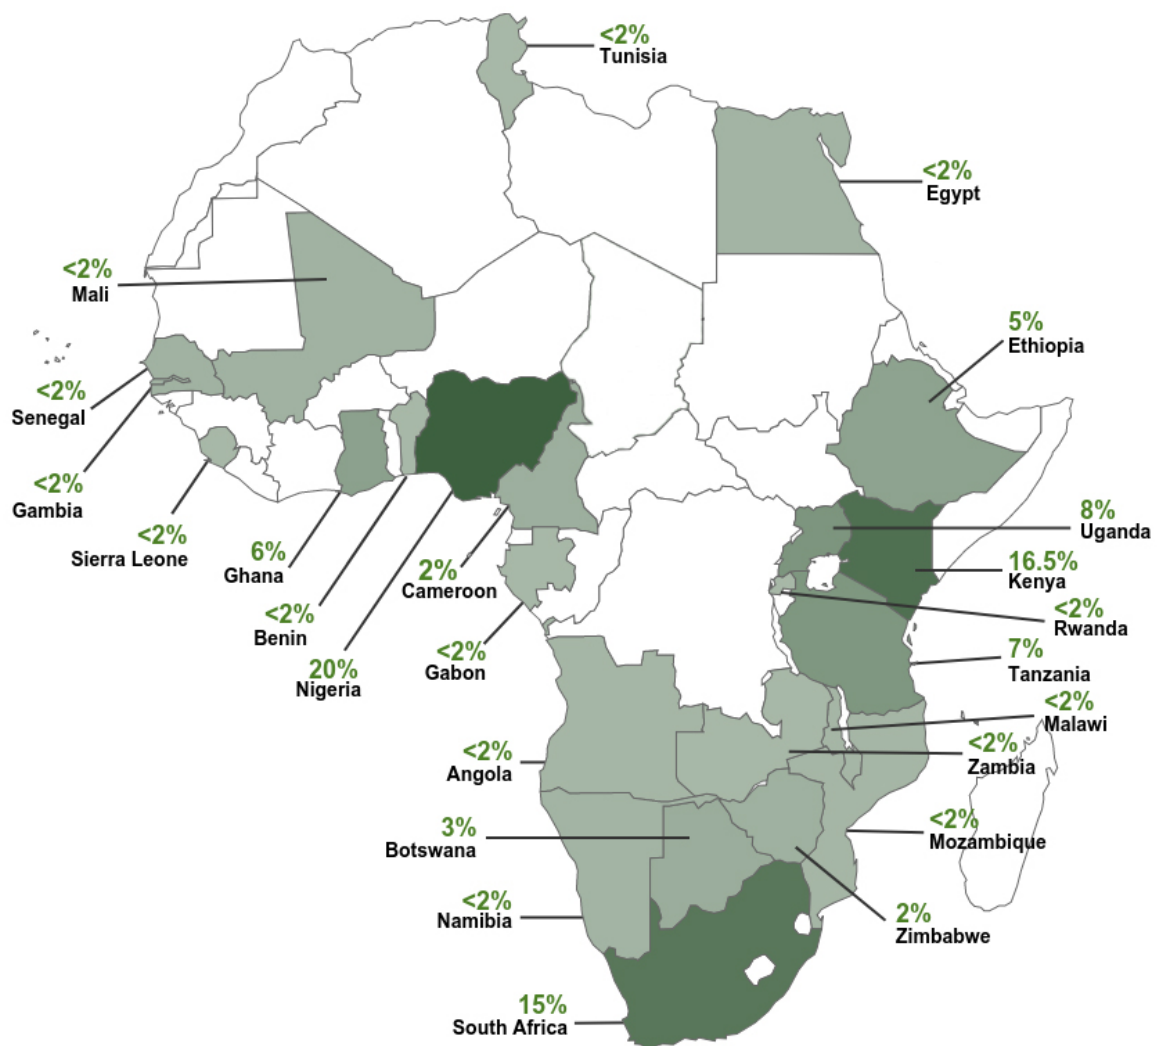 <2%
Tunisia
<2%
Egypt
<2%
Mali
5%
Ethiopia
<2%
Senegal
<2%
Gambia
<2%
Sierra Leone
6%
Ghana
<2%
Benin
20%
Nigeria
2%
Cameroon
<2%
Gabon
8%
Uganda
16.5%
Kenya
<2%
Rwanda
7%
Tanzania
<2%
Malawi
<2%
Zambia
<2%
Angola
3%
Botswana
<2%
Mozambique
<2%
Namibia
2%
Zimbabwe
15%
South Africa